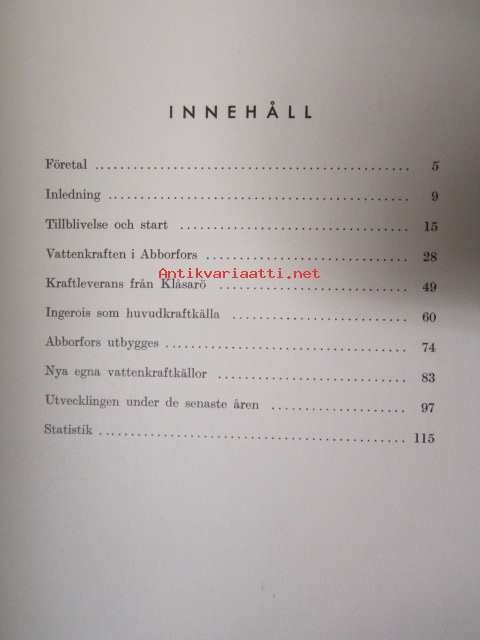 INNEHÅLL
Företal 5
Inledning 9
Tillblivelse och start 15
Vattenkraften i Abborfors 28
Antikvariaatti.net
Kraftleverans från Klåsarö 49
Ingerois som huvudkraftkälla 60
Abborfors utbygges 74
Nya egna vattenkraftkällor 83
Utvecklingen under de senaste åren 97
Statistik 115